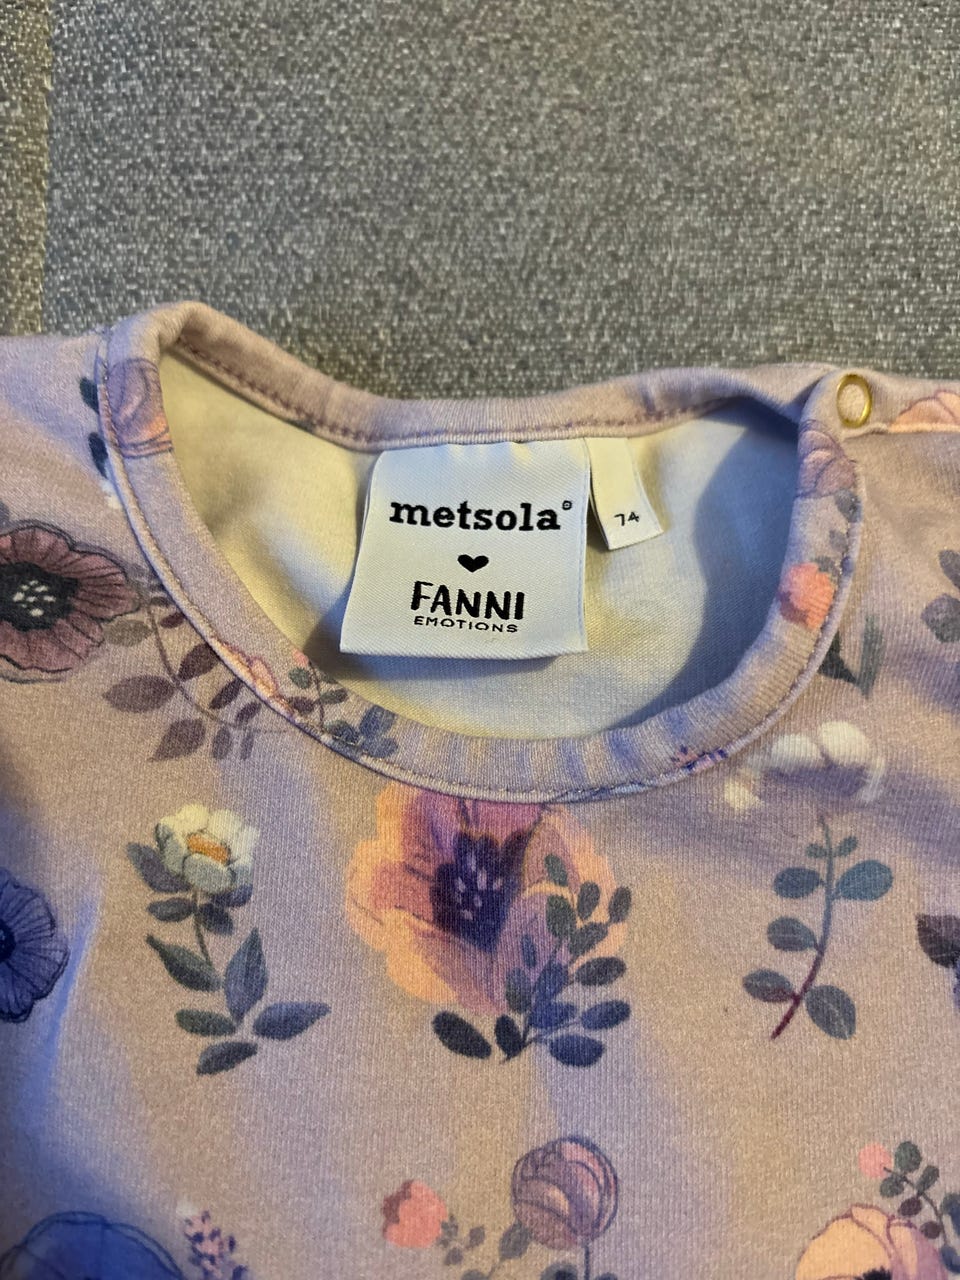 metsola®
♥
FANNI
EMOTIONS
74